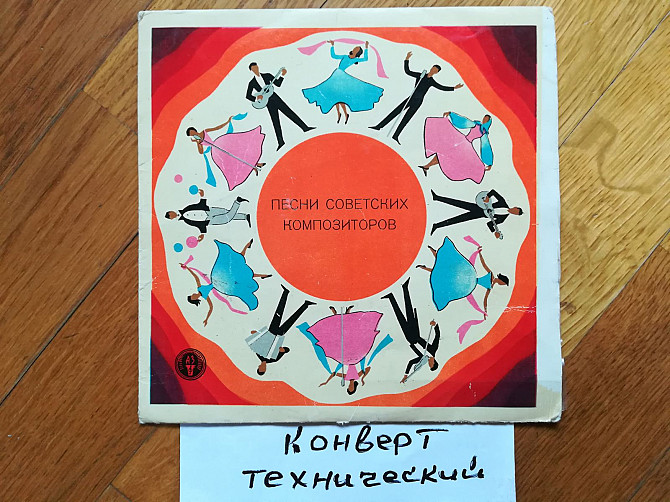 ПЕСНИ СОВЕТСКИХ
КОМПОЗИТОРОВ
Конверт
технический